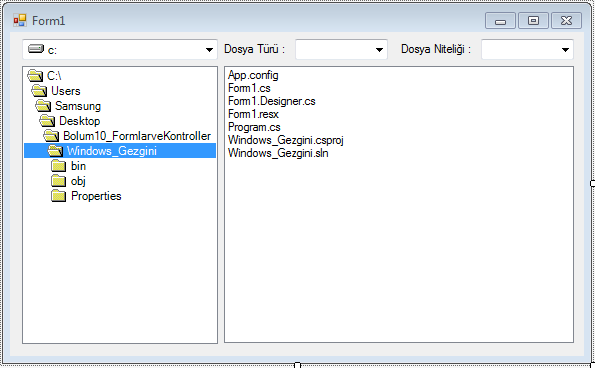 Form1
c:
Dosya Türü :
Dosya Niteliği :
C:\
Users
Samsung
Desktop
Bolum10_FormlarveKontroller
Windows_Gezgini
bin
obj
Properties
App.config
Form1.cs
Form1.Designer.cs
Form1.resx
Program.cs
Windows_Gezgini.csproj
Windows_Gezgini.sln